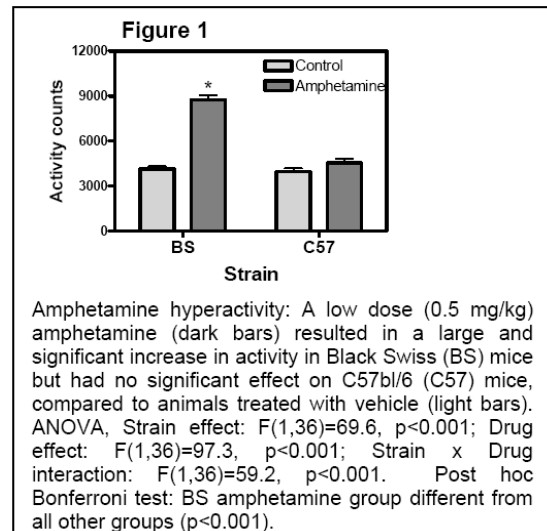 Figure 1
12000
9000
6000
3000
0
Activity counts
Control
Amphetamine
*
BS
C57
Strain
Amphetamine hyperactivity: A low dose (0.5 mg/kg)
amphetamine (dark bars) resulted in a large and
significant increase in activity in Black Swiss (BS) mice
but had no significant effect on C57bl/6 (C57) mice,
compared to animals treated with vehicle (light bars).
ANOVA, Strain effect: F(1,36)=69.6, p<0.001; Drug
effect: F(1,36)=97.3, p<0.001; Strain x Drug
interaction: F(1,36)=59.2, p<0.001. Post hoc
Bonferroni test: BS amphetamine group different from
all other groups (p<0.001).